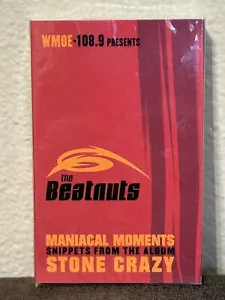 WMOE-108.9 PRESENTS
the
Beatnuts
MANIACAL MOMENTS
SNIPPETS FROM THE ALBUM
STONE CRAZY